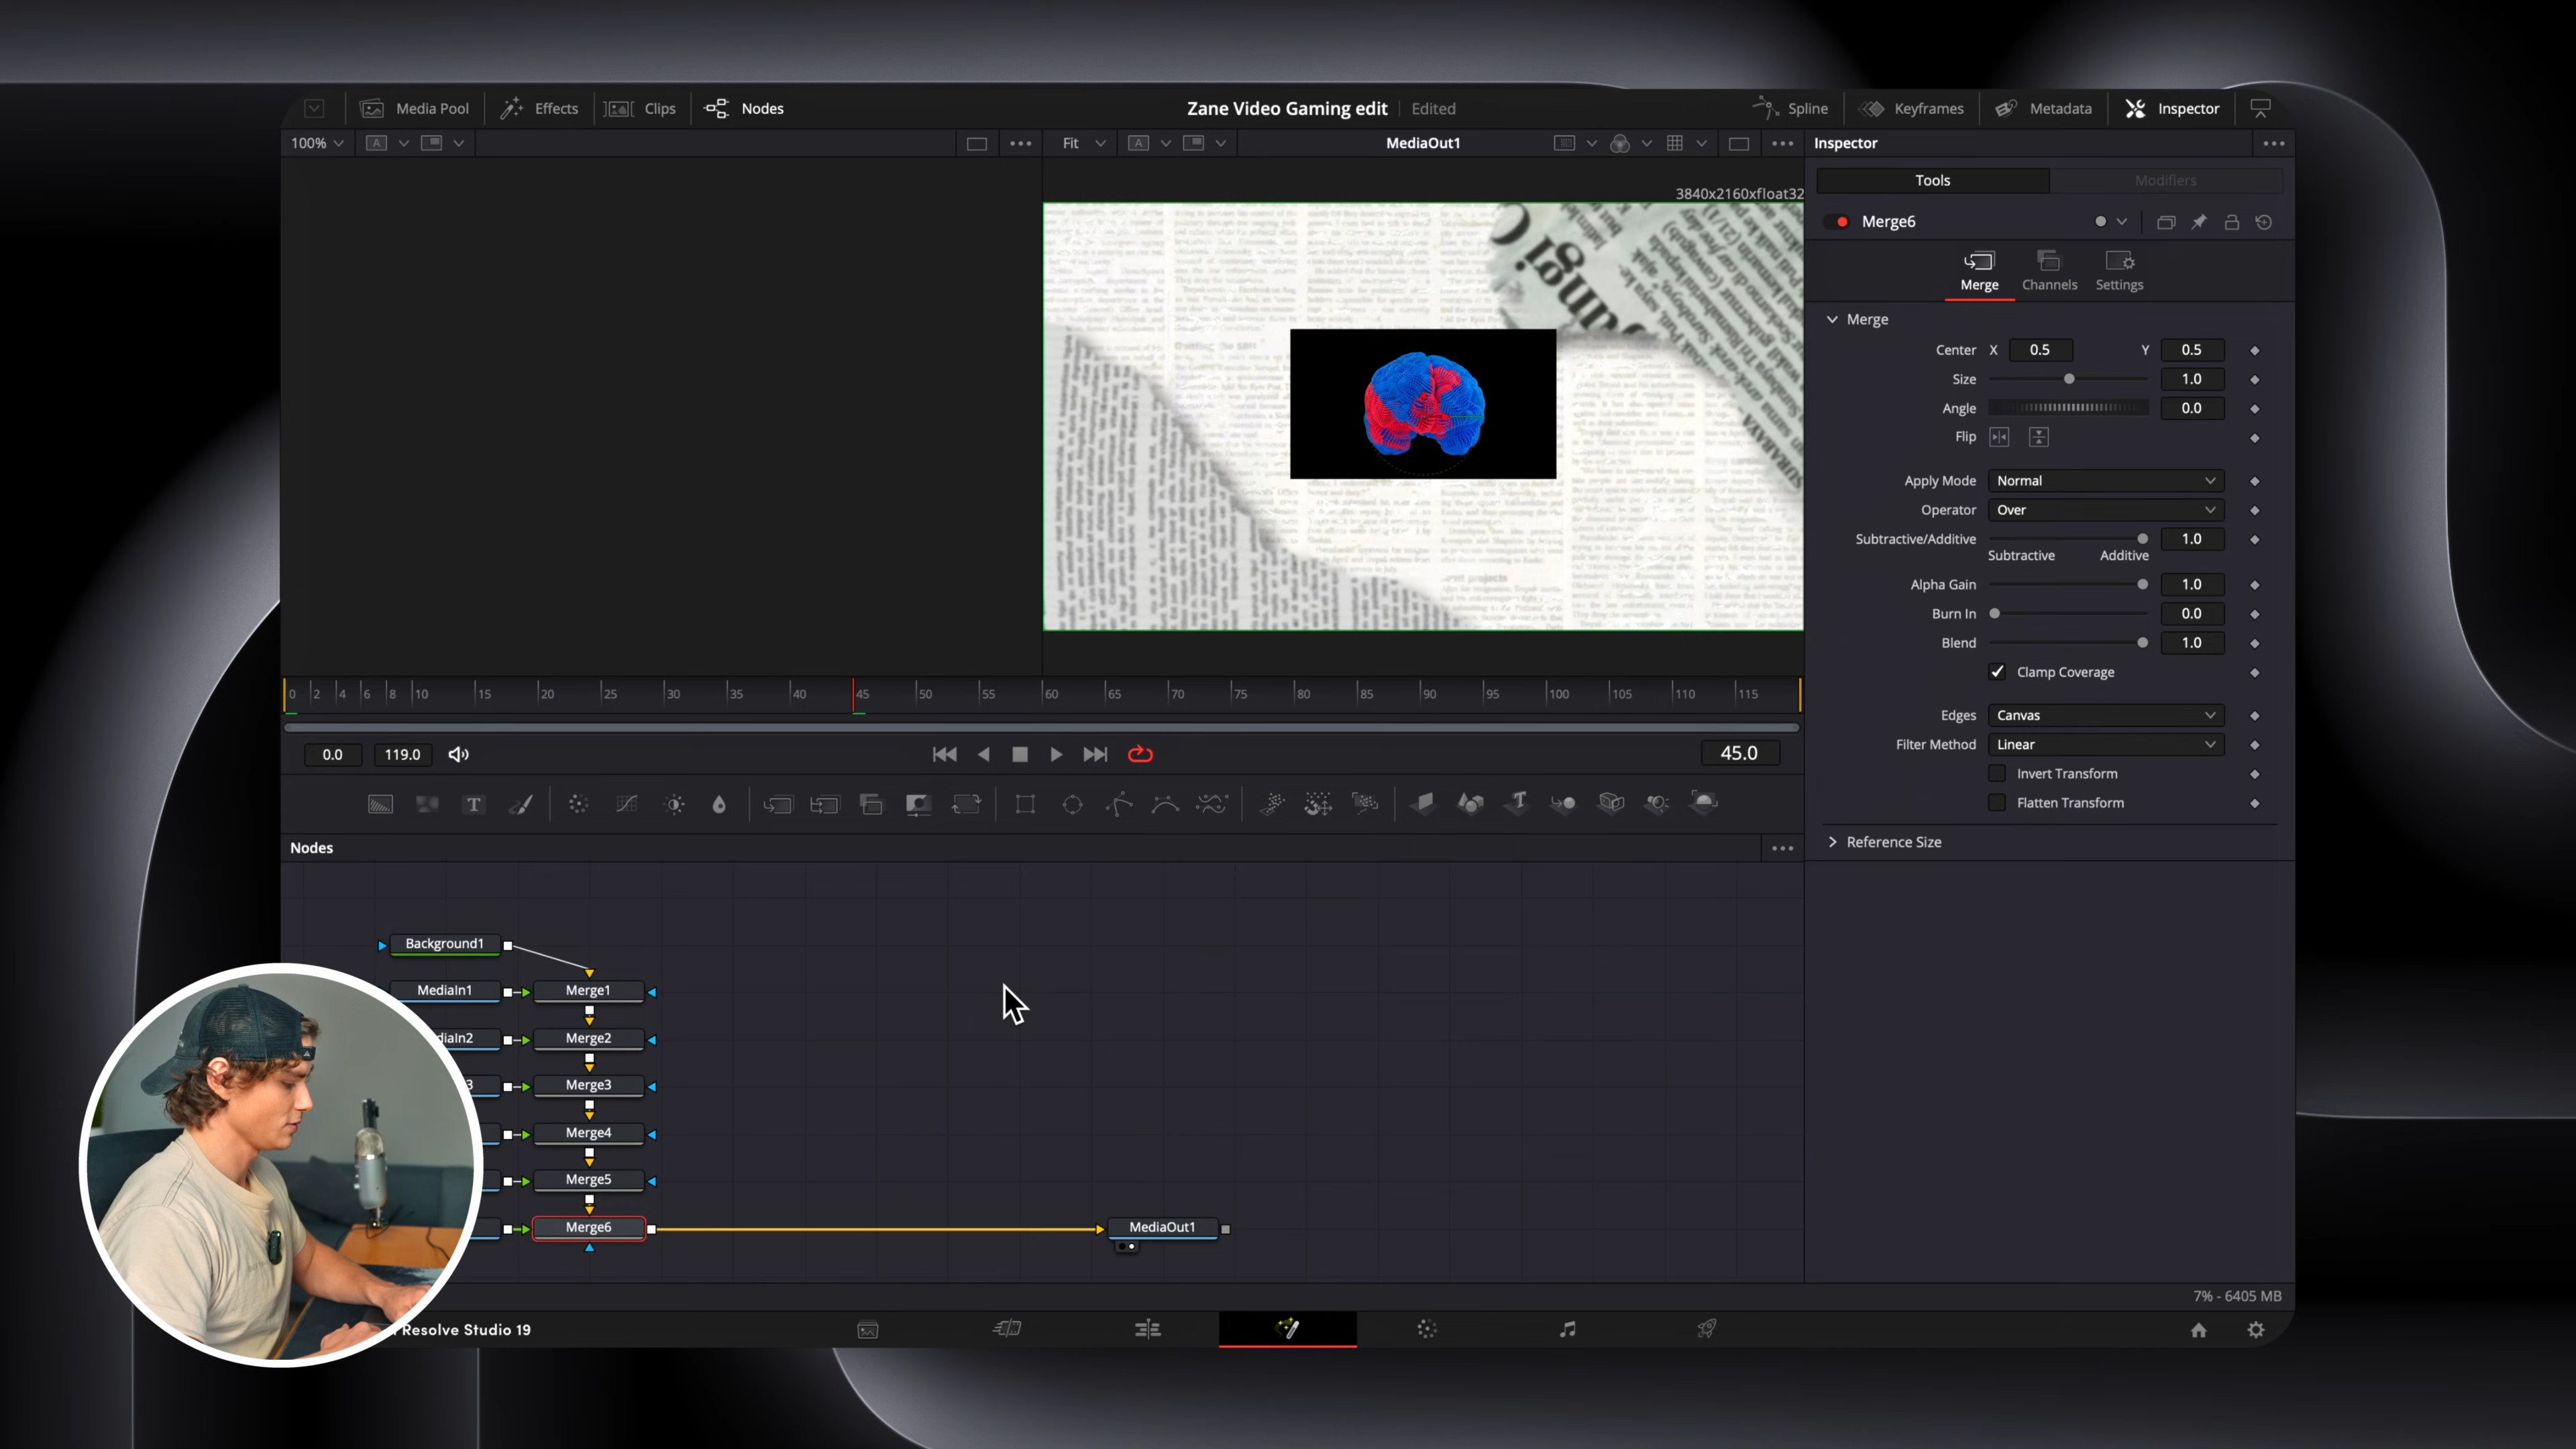 Media Pool Effects Clips Nodes Zane Video Gaming edit Edited Spline Keyframes Metadata Inspector
100% A Fit A MediaOut1 Inspector
3840x2160xfloat32
Tools Modifiers
Merge6
Merge Channels Settings
Merge
Center X 0.5 Y 0.5
Size 1.0
Angle 0.0
Flip
Apply Mode Normal
Operator Over
Subtractive/Additive 1.0
Subtractive Additive
Alpha Gain 1.0
Burn In 0.0
Blend 1.0
Clamp Coverage
Edges Canvas
Filter Method Linear
Invert Transform
Flatten Transform
Reference Size
0 2 4 6 8 10 15 20 25 30 35 40 45 50 55 60 65 70 75 80 85 90 95 100 105 110 115
0.0 119.0 45.0
Nodes
Background1
MediaIn1 Merge1
diaIn2 Merge2
3 Merge3
Merge4
Merge5
Merge6 MediaOut1
7% - 6405 MB
Resolve Studio 19